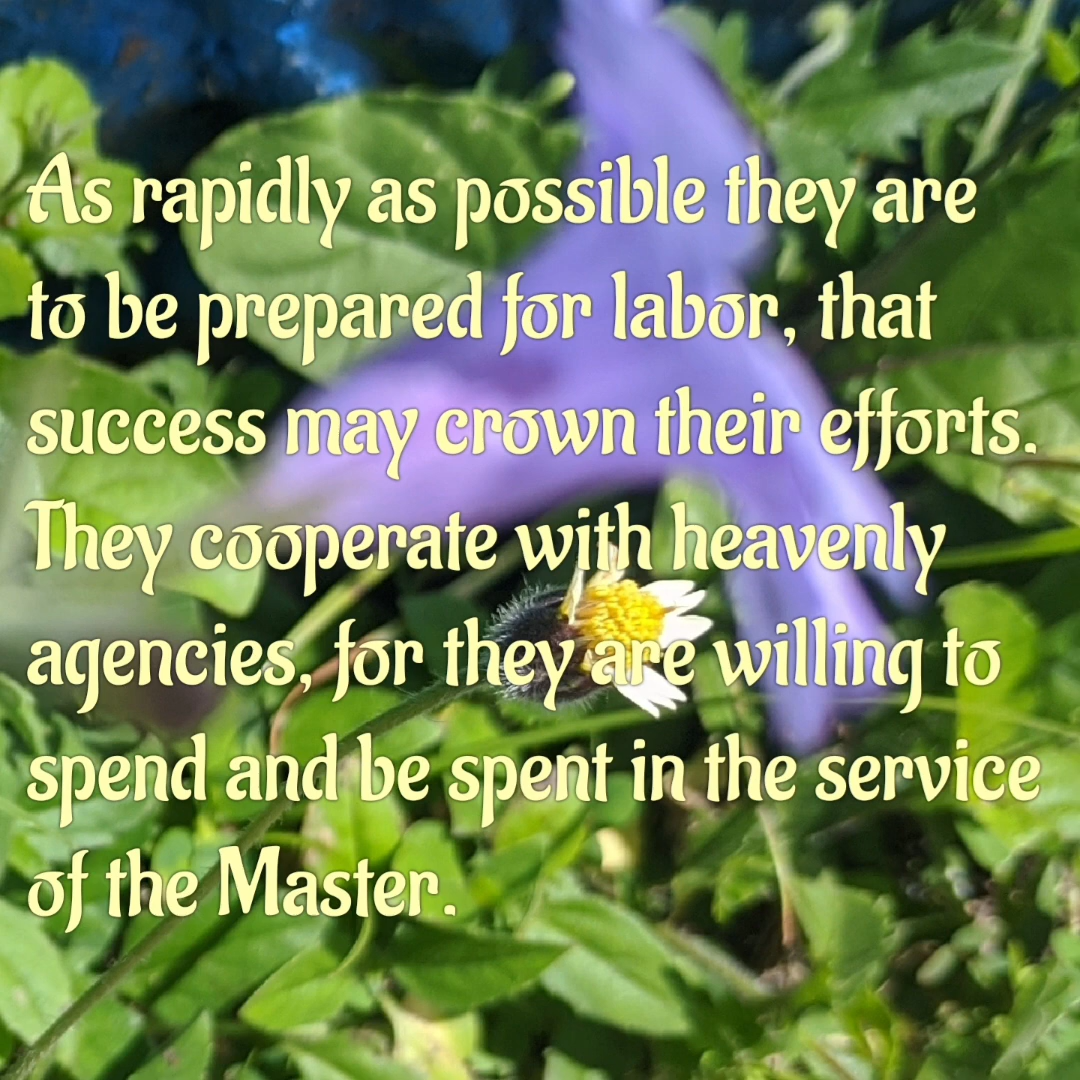 As rapidly as possible they are
to be prepared for labor, that
success may crown their efforts.
They cooperate with heavenly
agencies, for they are willing to
spend and be spent in the service
of the Master.